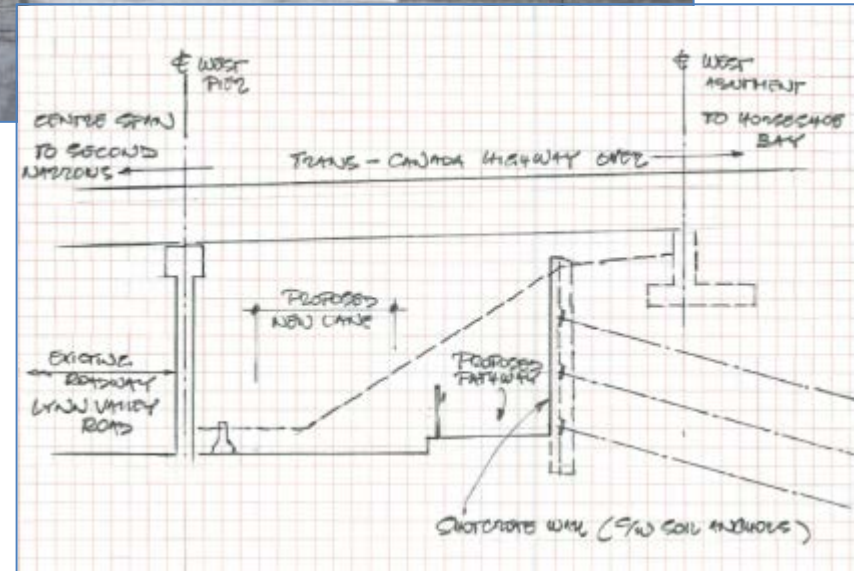 ℄ WEST
PIER
℄ WEST
ABUTMENT
CENTRE SPAN
TO SECOND
NARROWS
TRANS-CANADA HIGHWAY OVER
TO HORSESHOE
BAY
PROPOSED
NEW LANE
EXISTING
ROADWAY
LYNN VALLEY
ROAD
PROPOSED
PATHWAY
SHOTCRETE WALL (C/W SOIL ANCHORS)